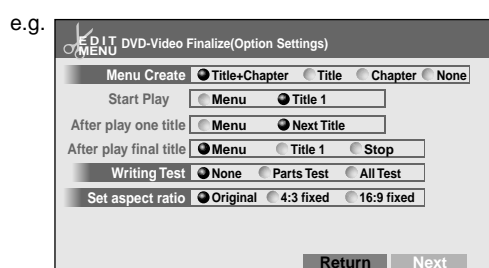 e.g.
EDIT
MENU DVD-Video Finalize(Option Settings)
Menu Create Title+Chapter Title Chapter None
Start Play Menu Title 1
After play one title Menu Next Title
After play final title Menu Title 1 Stop
Writing Test None Parts Test All Test
Set aspect ratio Original 4:3 fixed 16:9 fixed
Return Next